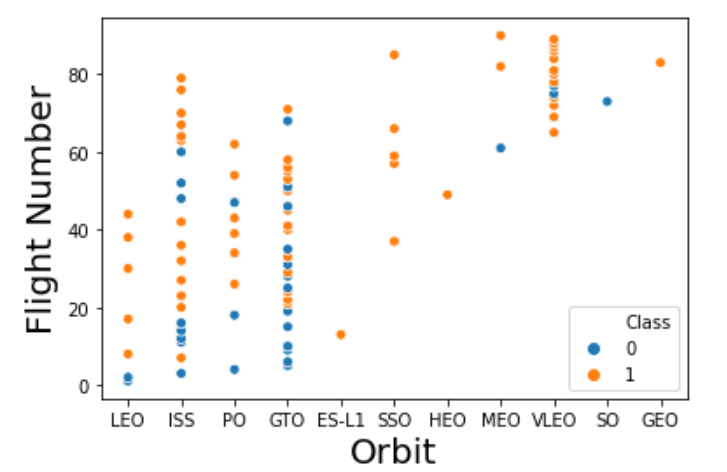 Flight Number
80
60
40
20
0
Class
0
1
LEO ISS PO GTO ES-L1 SSO HEO MEO VLEO SO GEO
Orbit